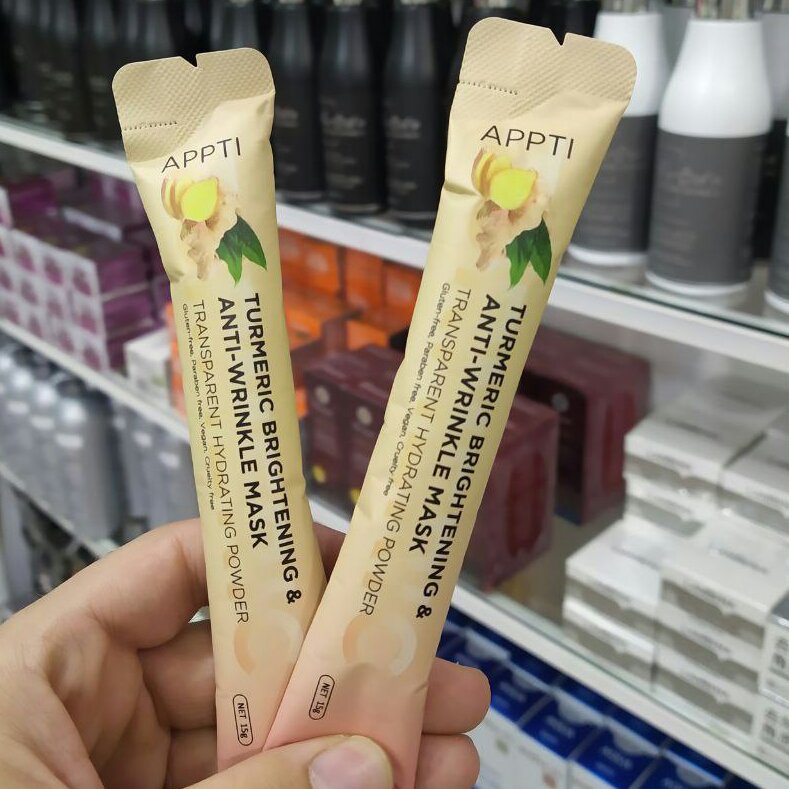 APPTI
TURMERIC BRIGHTENING &
ANTI-WRINKLE MASK
TRANSPARENT HYDRATING POWDER
Gluten-free, Paraben free, Vegan, Cruelty free
NET 15g
APPTI
TURMERIC BRIGHTENING &
ANTI-WRINKLE MASK
TRANSPARENT HYDRATING POWDER
Gluten-free, Paraben free, Vegan, Cruelty free
NET 15g